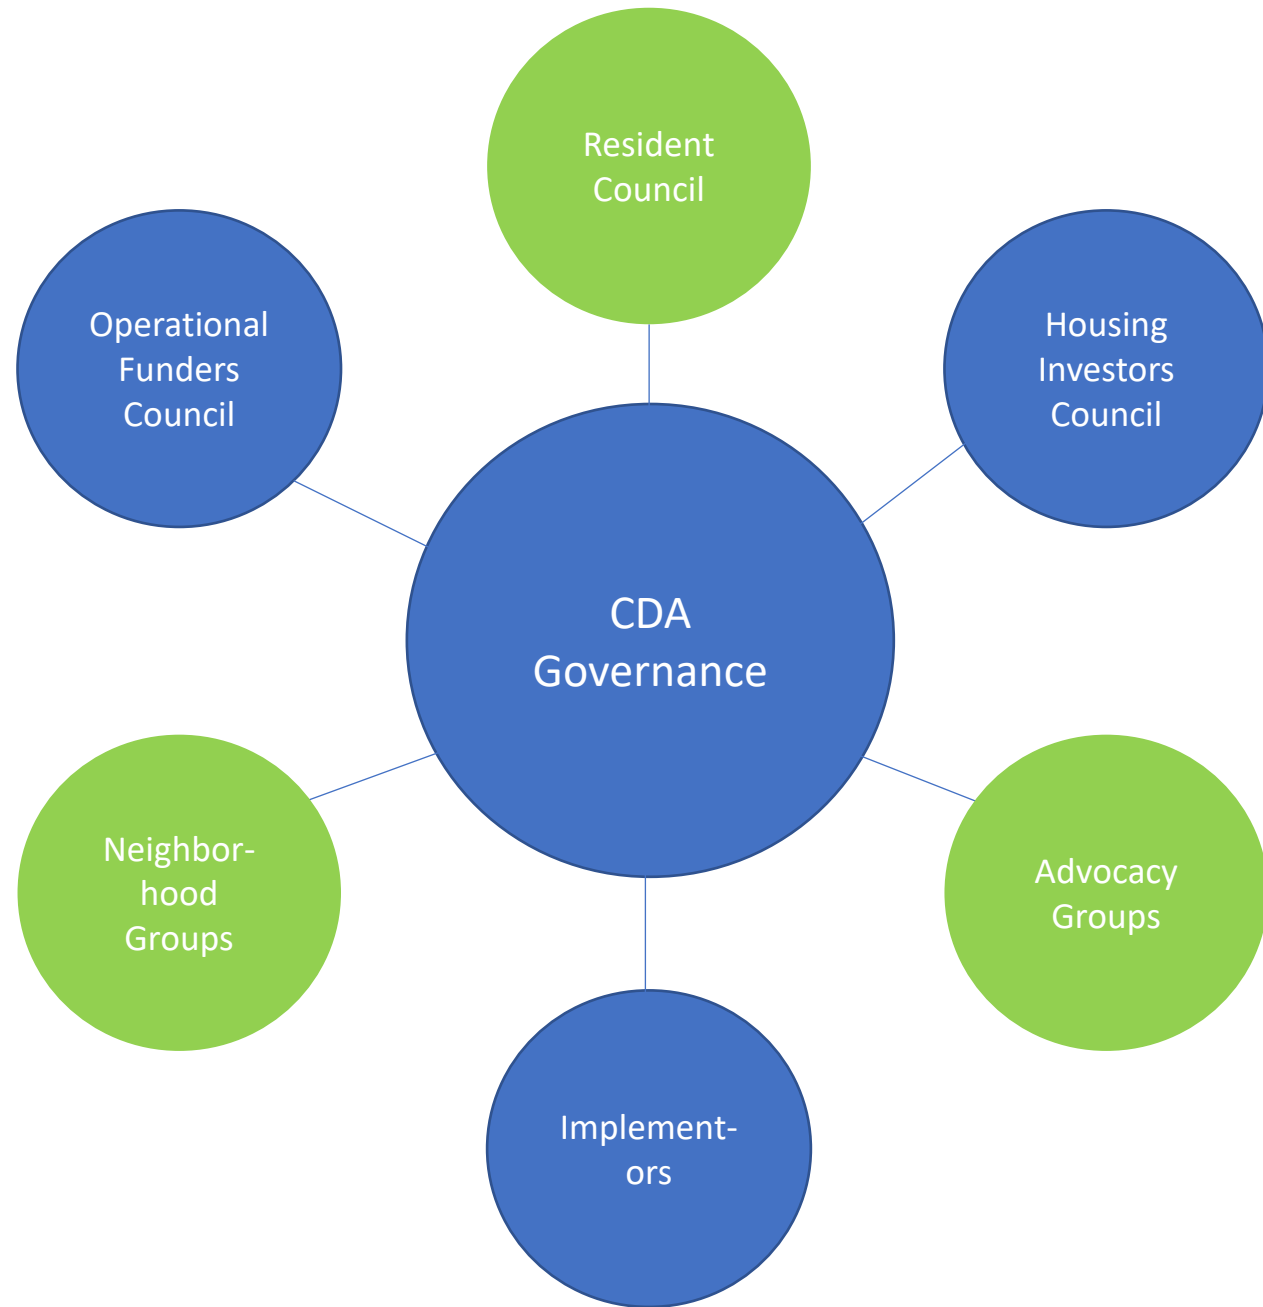 Resident
Council
Operational
Funders
Council
Housing
Investors
Council
CDA
Governance
Neighbor-
hood
Groups
Advocacy
Groups
Implement-
ors